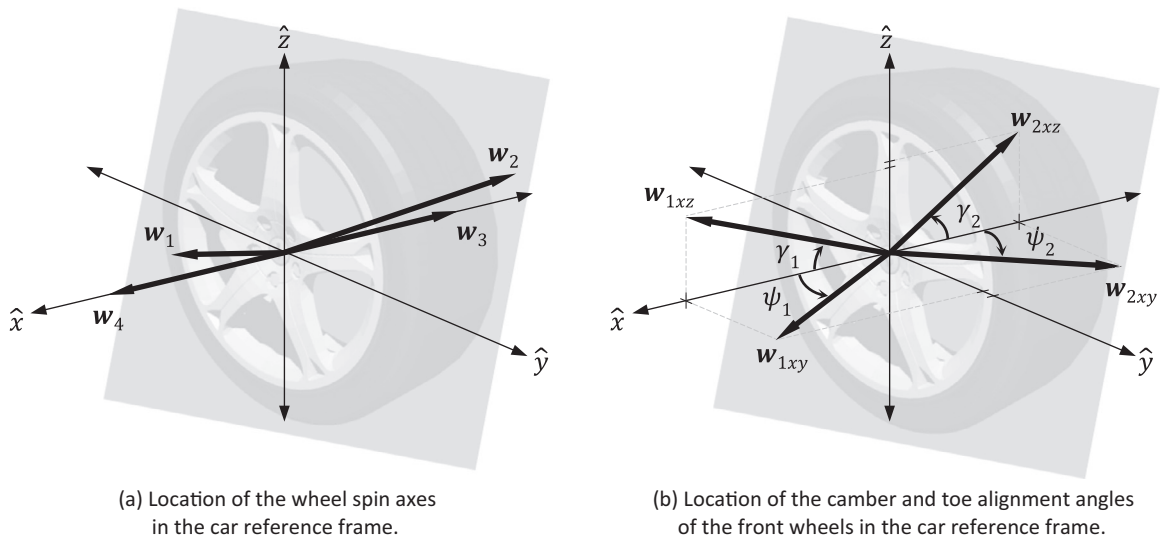 ẑ
w₂
w₃
w₁
w₄
x̂
ŷ
(a) Location of the wheel spin axes
in the car reference frame.
ẑ
w₂ₓz
w₁ₓz
γ₂
ψ₂
γ₁
ψ₁
w₂ₓy
w₁ₓy
x̂
ŷ
(b) Location of the camber and toe alignment angles
of the front wheels in the car reference frame.